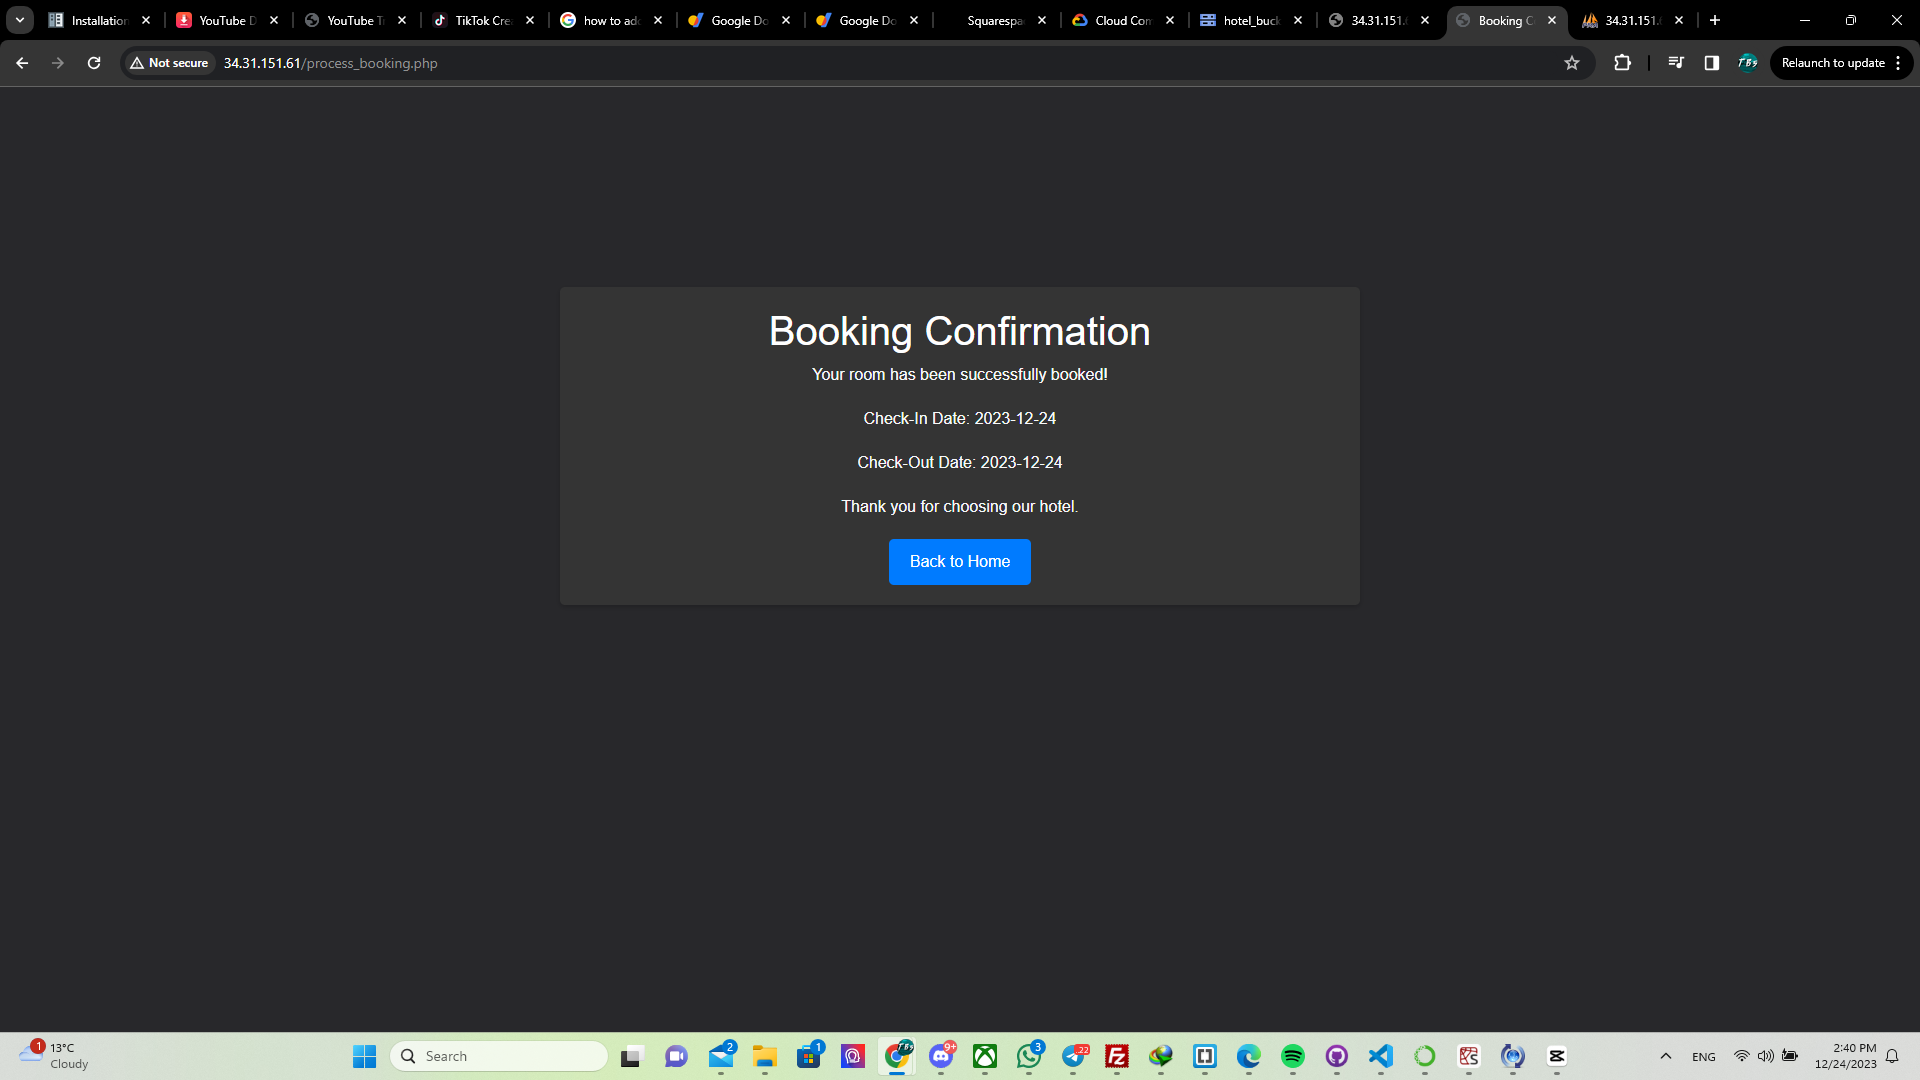 Installation
YouTube D
YouTube T
TikTok Cre
how to ad
Google Do
Google Do
Squarespa
Cloud Com
hotel_buck
34.31.151.
Booking C
34.31.151.
Not secure
34.31.151.61/process_booking.php
TBs
Relaunch to update
Booking Confirmation
Your room has been successfully booked!
Check-In Date: 2023-12-24
Check-Out Date: 2023-12-24
Thank you for choosing our hotel.
Back to Home
1
13°C
Cloudy
Search
2
1
TBs
9+
3
22
ENG
2:40 PM
12/24/2023